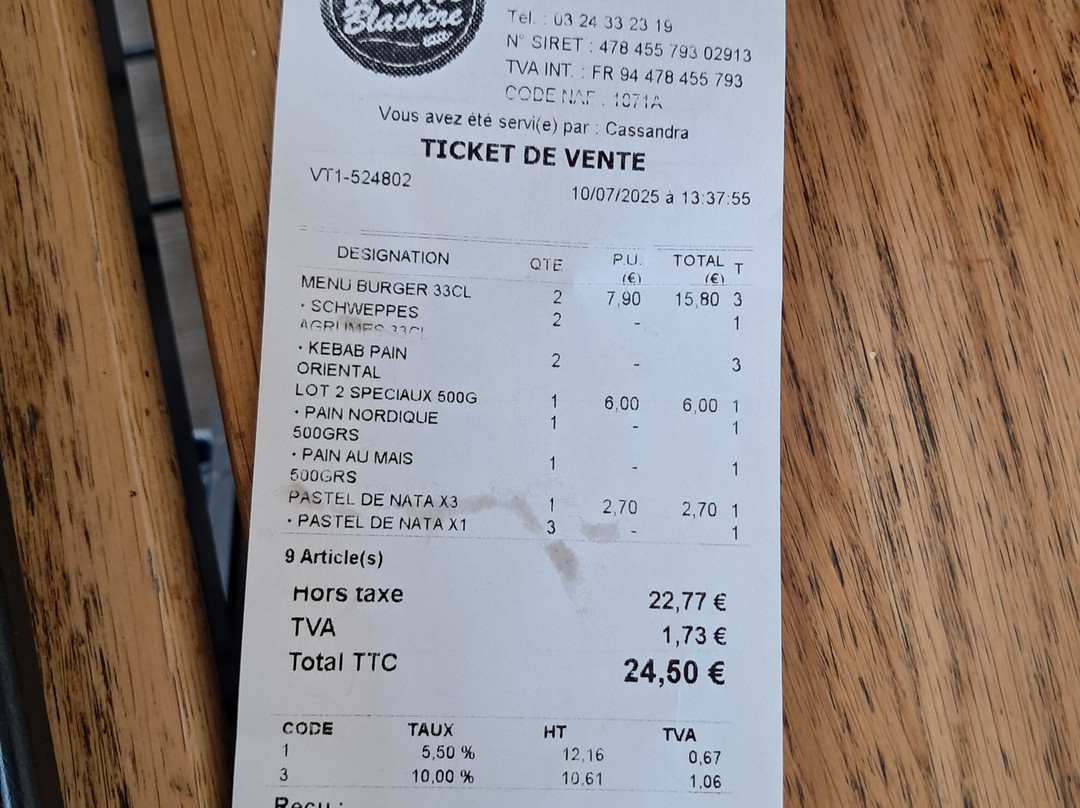 Blachère
Tél. : 03 24 33 23 19
N° SIRET : 478 455 793 02913
TVA INT. : FR 94 478 455 793
CODE NAF : 1071A
Vous avez été servi(e) par : Cassandra
TICKET DE VENTE
VT1-524802
10/07/2025 à 13:37:55
DESIGNATION QTE P.U. (€) TOTAL (€) T
MENU BURGER 33CL 2 7,90 15,80 3
· SCHWEPPES 2 - 1
AGRUMES 33CL
· KEBAB PAIN 2 - 3
ORIENTAL
LOT 2 SPECIAUX 500G 1 6,00 6,00 1
· PAIN NORDIQUE 1 - 1
500GRS
· PAIN AU MAIS 1 - 1
500GRS
PASTEL DE NATA X3 1 2,70 2,70 1
· PASTEL DE NATA X1 3 - 1
9 Article(s)
Hors taxe 22,77 €
TVA 1,73 €
Total TTC 24,50 €
CODE TAUX HT TVA
1 5,50 % 12,16 0,67
3 10,00 % 10,61 1,06
Reçu :